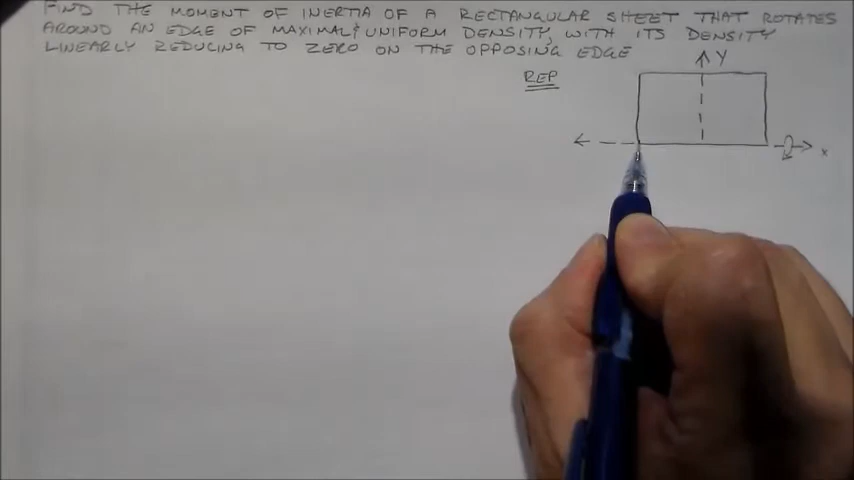 FIND THE MOMENT OF INERTIA OF A RECTANGULAR SHEET THAT ROTATES
AROUND AN EDGE OF MAXIMAL & UNIFORM DENSITY, WITH ITS DENSITY
LINEARLY REDUCING TO ZERO ON THE OPPOSING EDGE
REP
Y
x